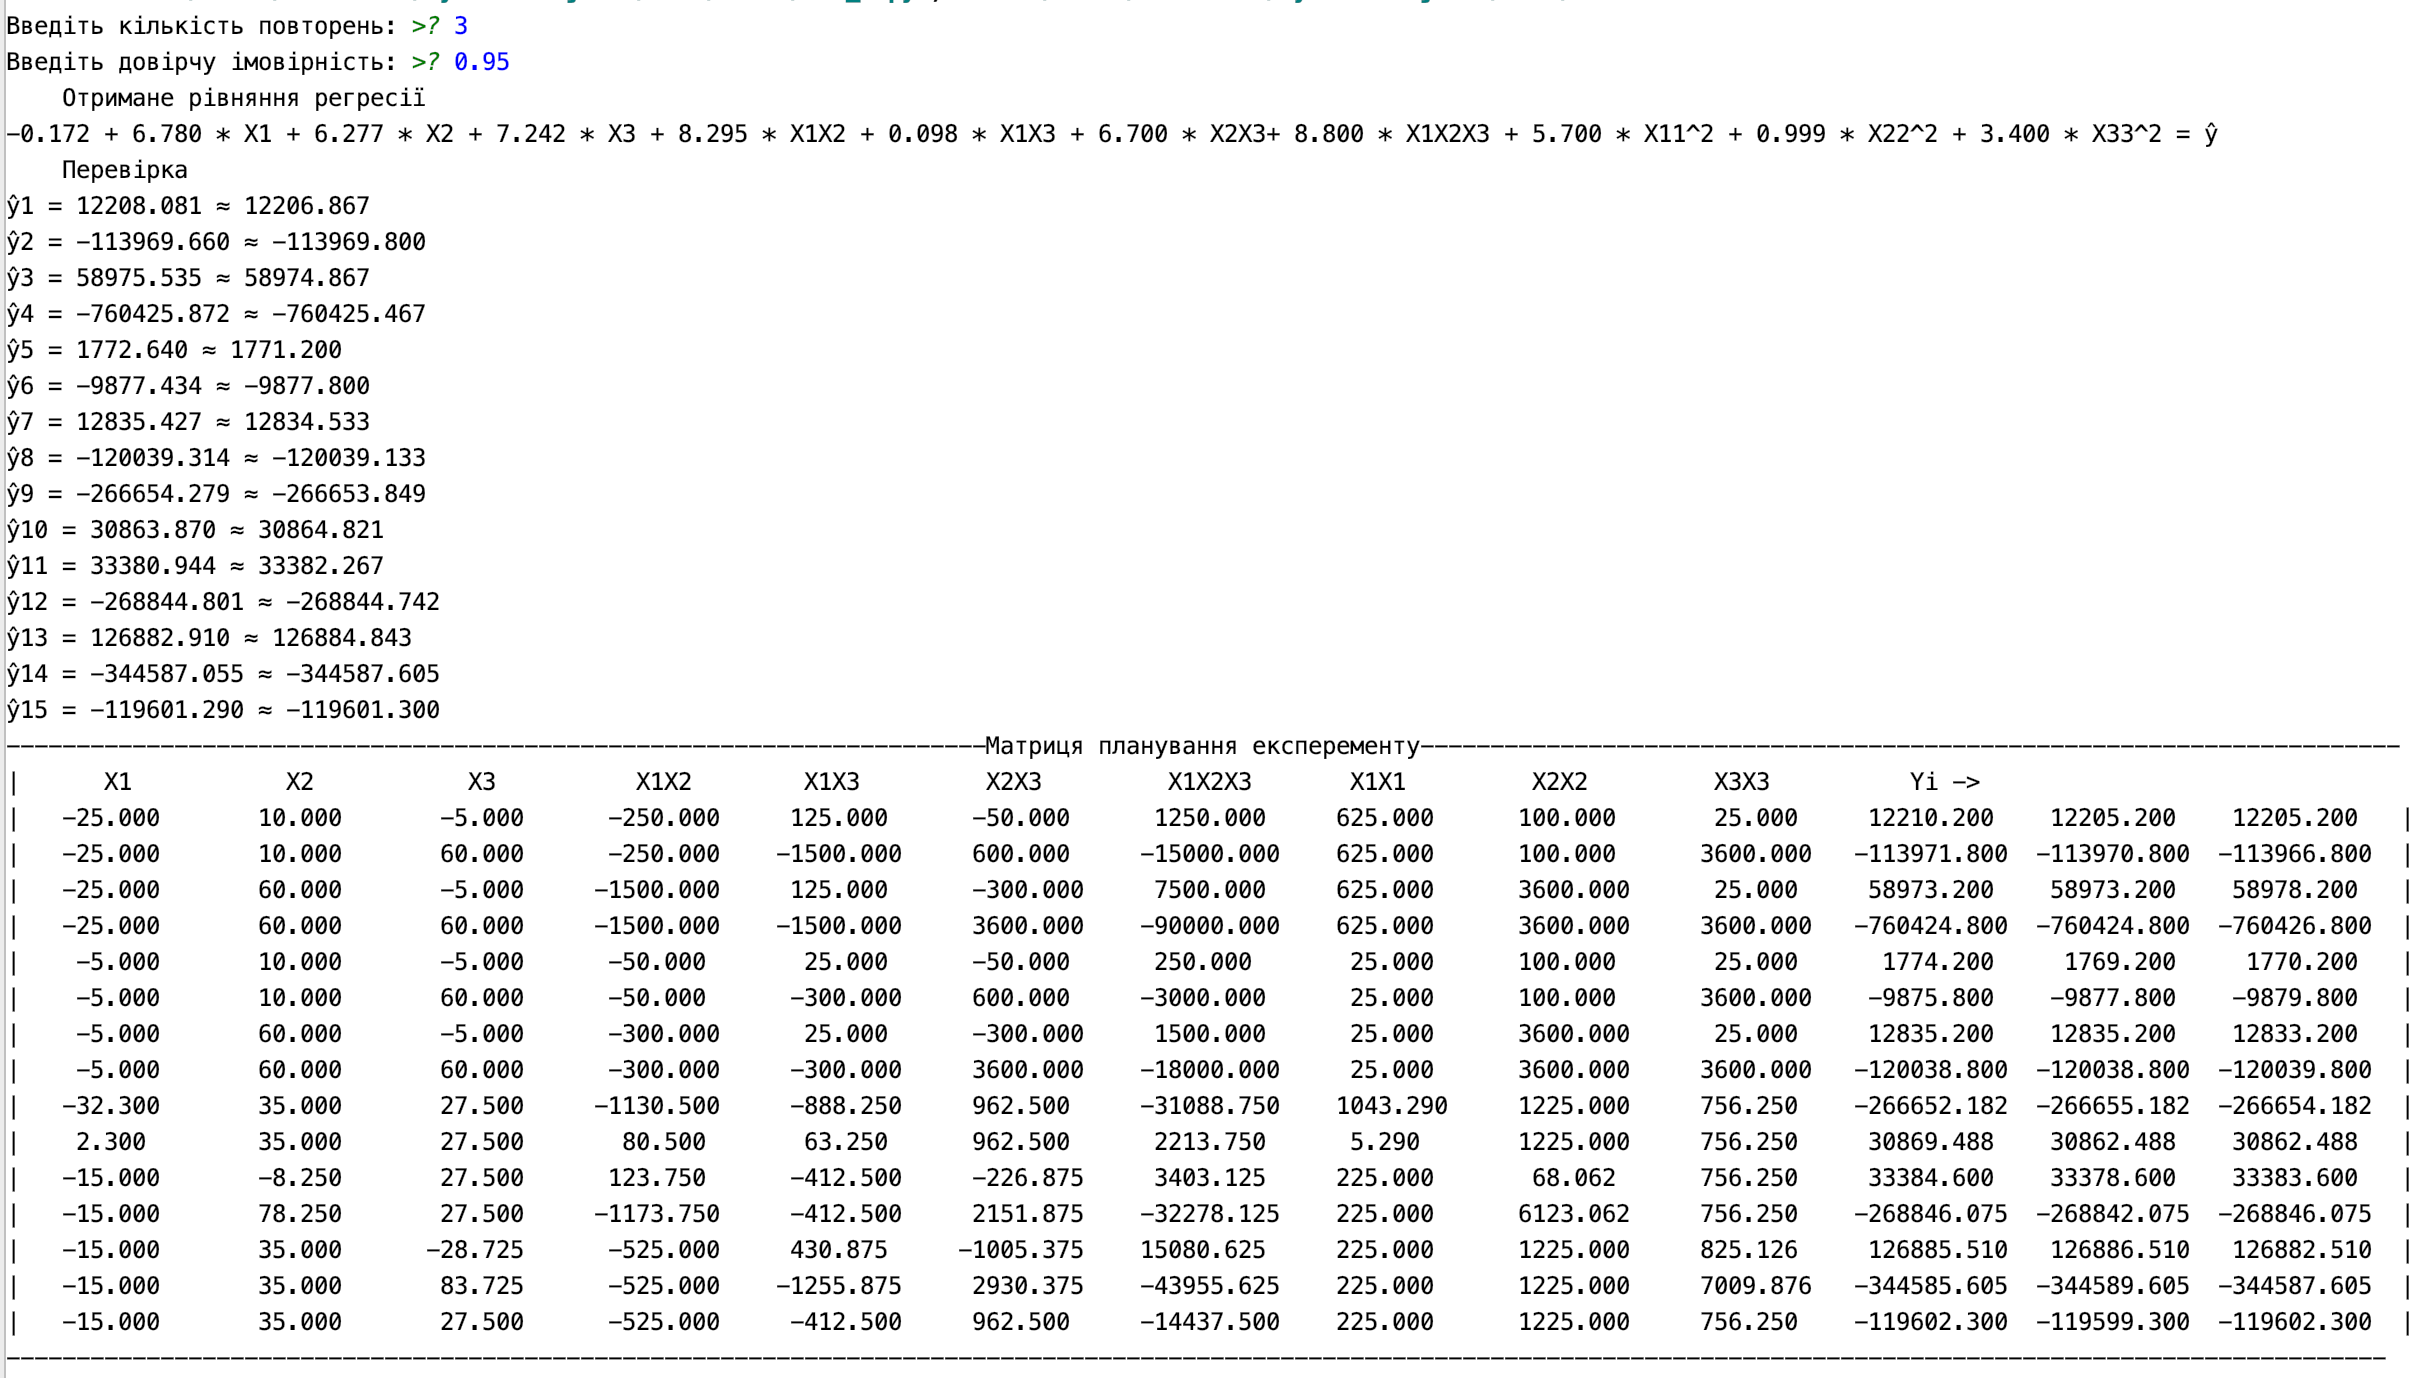 Введіть кількість повторень: >? 3
Введіть довірчу імовірність: >? 0.95
Отримане рівняння регресії
−0.172 + 6.780 * X1 + 6.277 * X2 + 7.242 * X3 + 8.295 * X1X2 + 0.098 * X1X3 + 6.700 * X2X3+ 8.800 * X1X2X3 + 5.700 * X11^2 + 0.999 * X22^2 + 3.400 * X33^2 = ŷ
Перевірка
ŷ1 = 12208.081 ≈ 12206.867
ŷ2 = −113969.660 ≈ −113969.800
ŷ3 = 58975.535 ≈ 58974.867
ŷ4 = −760425.872 ≈ −760425.467
ŷ5 = 1772.640 ≈ 1771.200
ŷ6 = −9877.434 ≈ −9877.800
ŷ7 = 12835.427 ≈ 12834.533
ŷ8 = −120039.314 ≈ −120039.133
ŷ9 = −266654.279 ≈ −266653.849
ŷ10 = 30863.870 ≈ 30864.821
ŷ11 = 33380.944 ≈ 33382.267
ŷ12 = −268844.801 ≈ −268844.742
ŷ13 = 126882.910 ≈ 126884.843
ŷ14 = −344587.055 ≈ −344587.605
ŷ15 = −119601.290 ≈ −119601.300
Матриця планування експеременту
| X1 X2 X3 X1X2 X1X3 X2X3 X1X2X3 X1X1 X2X2 X3X3 Yi −>
| −25.000 10.000 −5.000 −250.000 125.000 −50.000 1250.000 625.000 100.000 25.000 12210.200 12205.200 12205.200 |
| −25.000 10.000 60.000 −250.000 −1500.000 600.000 −15000.000 625.000 100.000 3600.000 −113971.800 −113970.800 −113966.800 |
| −25.000 60.000 −5.000 −1500.000 125.000 −300.000 7500.000 625.000 3600.000 25.000 58973.200 58973.200 58978.200 |
| −25.000 60.000 60.000 −1500.000 −1500.000 3600.000 −90000.000 625.000 3600.000 3600.000 −760424.800 −760424.800 −760426.800 |
| −5.000 10.000 −5.000 −50.000 25.000 −50.000 250.000 25.000 100.000 25.000 1774.200 1769.200 1770.200 |
| −5.000 10.000 60.000 −50.000 −300.000 600.000 −3000.000 25.000 100.000 3600.000 −9875.800 −9877.800 −9879.800 |
| −5.000 60.000 −5.000 −300.000 25.000 −300.000 1500.000 25.000 3600.000 25.000 12835.200 12835.200 12833.200 |
| −5.000 60.000 60.000 −300.000 −300.000 3600.000 −18000.000 25.000 3600.000 3600.000 −120038.800 −120038.800 −120039.800 |
| −32.300 35.000 27.500 −1130.500 −888.250 962.500 −31088.750 1043.290 1225.000 756.250 −266652.182 −266655.182 −266654.182 |
| 2.300 35.000 27.500 80.500 63.250 962.500 2213.750 5.290 1225.000 756.250 30869.488 30862.488 30862.488 |
| −15.000 −8.250 27.500 123.750 −412.500 −226.875 3403.125 225.000 68.062 756.250 33384.600 33378.600 33383.600 |
| −15.000 78.250 27.500 −1173.750 −412.500 2151.875 −32278.125 225.000 6123.062 756.250 −268846.075 −268842.075 −268846.075 |
| −15.000 35.000 −28.725 −525.000 430.875 −1005.375 15080.625 225.000 1225.000 825.126 126885.510 126886.510 126882.510 |
| −15.000 35.000 83.725 −525.000 −1255.875 2930.375 −43955.625 225.000 1225.000 7009.876 −344585.605 −344589.605 −344587.605 |
| −15.000 35.000 27.500 −525.000 −412.500 962.500 −14437.500 225.000 1225.000 756.250 −119602.300 −119599.300 −119602.300 |